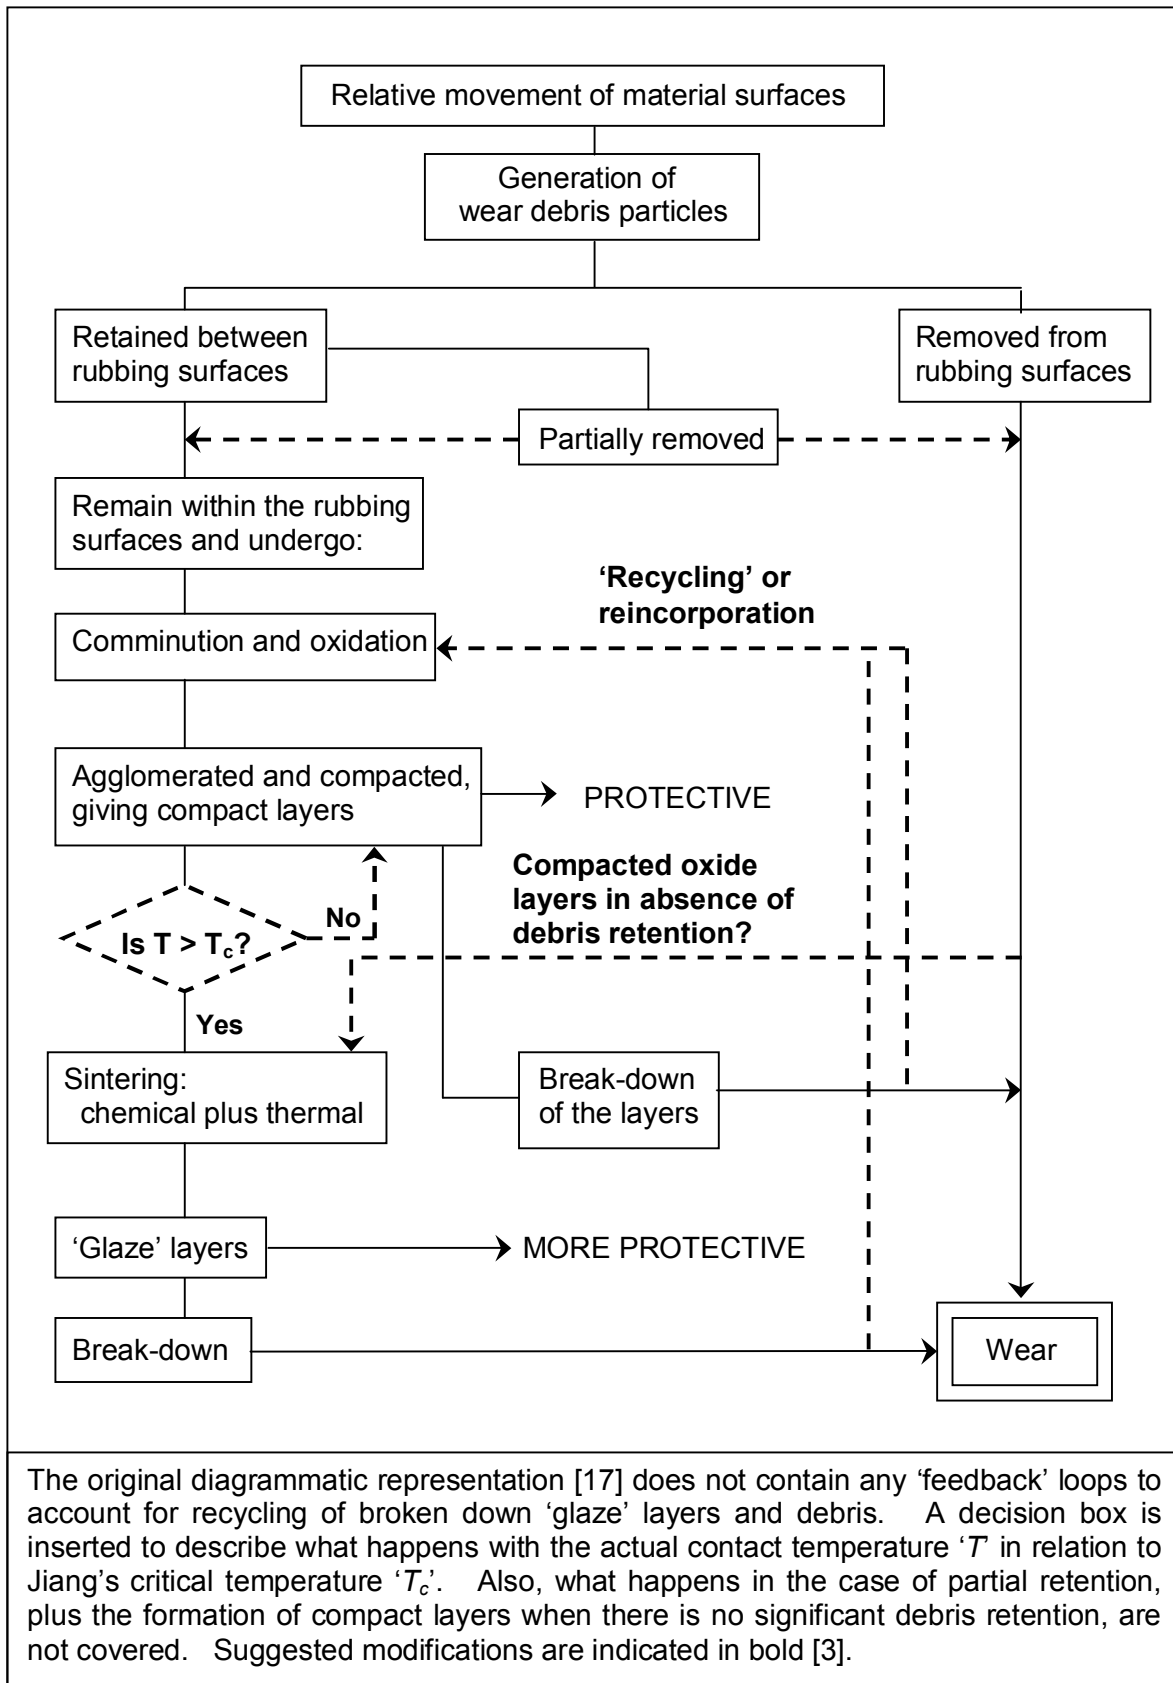 Relative movement of material surfaces
Generation of
wear debris particles
Retained between
rubbing surfaces
Removed from
rubbing surfaces
Partially removed
Remain within the rubbing
surfaces and undergo:
‘Recycling’ or
reincorporation
Comminution and oxidation
Agglomerated and compacted,
giving compact layers
PROTECTIVE
Compacted oxide
layers in absence of
debris retention?
No
Is T > Tc?
Yes
Sintering:
chemical plus thermal
Break-down
of the layers
‘Glaze’ layers
MORE PROTECTIVE
Break-down
Wear
The original diagrammatic representation [17] does not contain any ‘feedback’ loops to
account for recycling of broken down ‘glaze’ layers and debris. A decision box is
inserted to describe what happens with the actual contact temperature ‘T’ in relation to
Jiang’s critical temperature ‘Tc’. Also, what happens in the case of partial retention,
plus the formation of compact layers when there is no significant debris retention, are
not covered. Suggested modifications are indicated in bold [3].